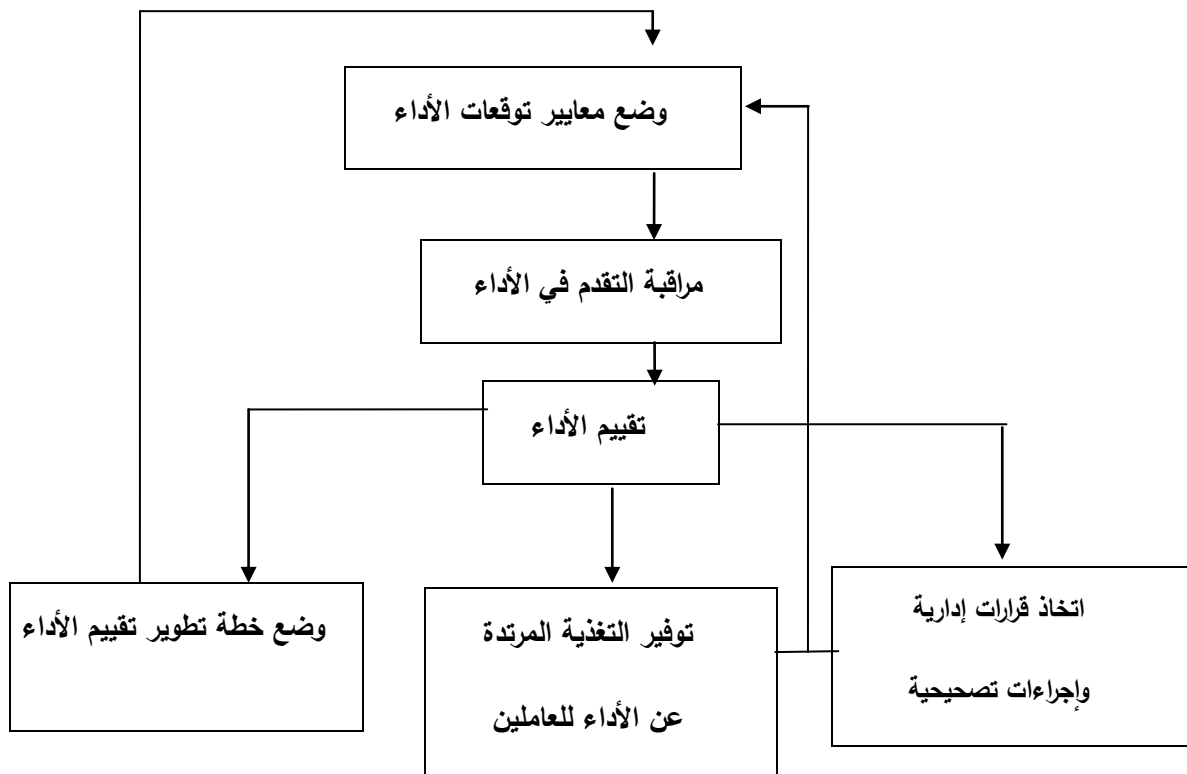 وضع معايير توقعات الأداء
مراقبة التقدم في الأداء
تقييم الأداء
اتخاذ قرارات إدارية
وإجراءات تصحيحية
توفير التغذية المرتدة
عن الأداء للعاملين
وضع خطة تطوير تقييم الأداء